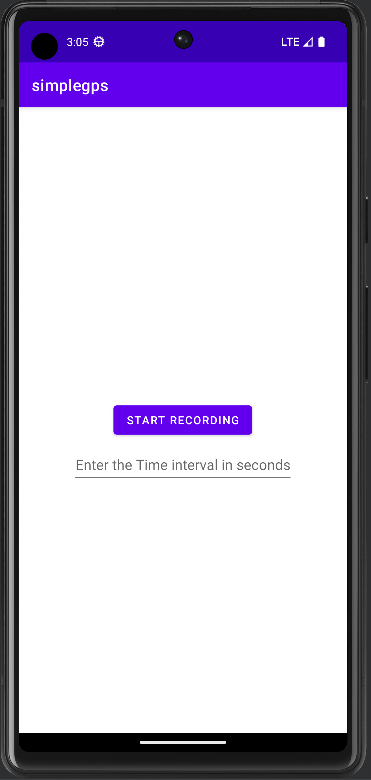 3:05 LTE
simplegps
START RECORDING
Enter the Time interval in seconds